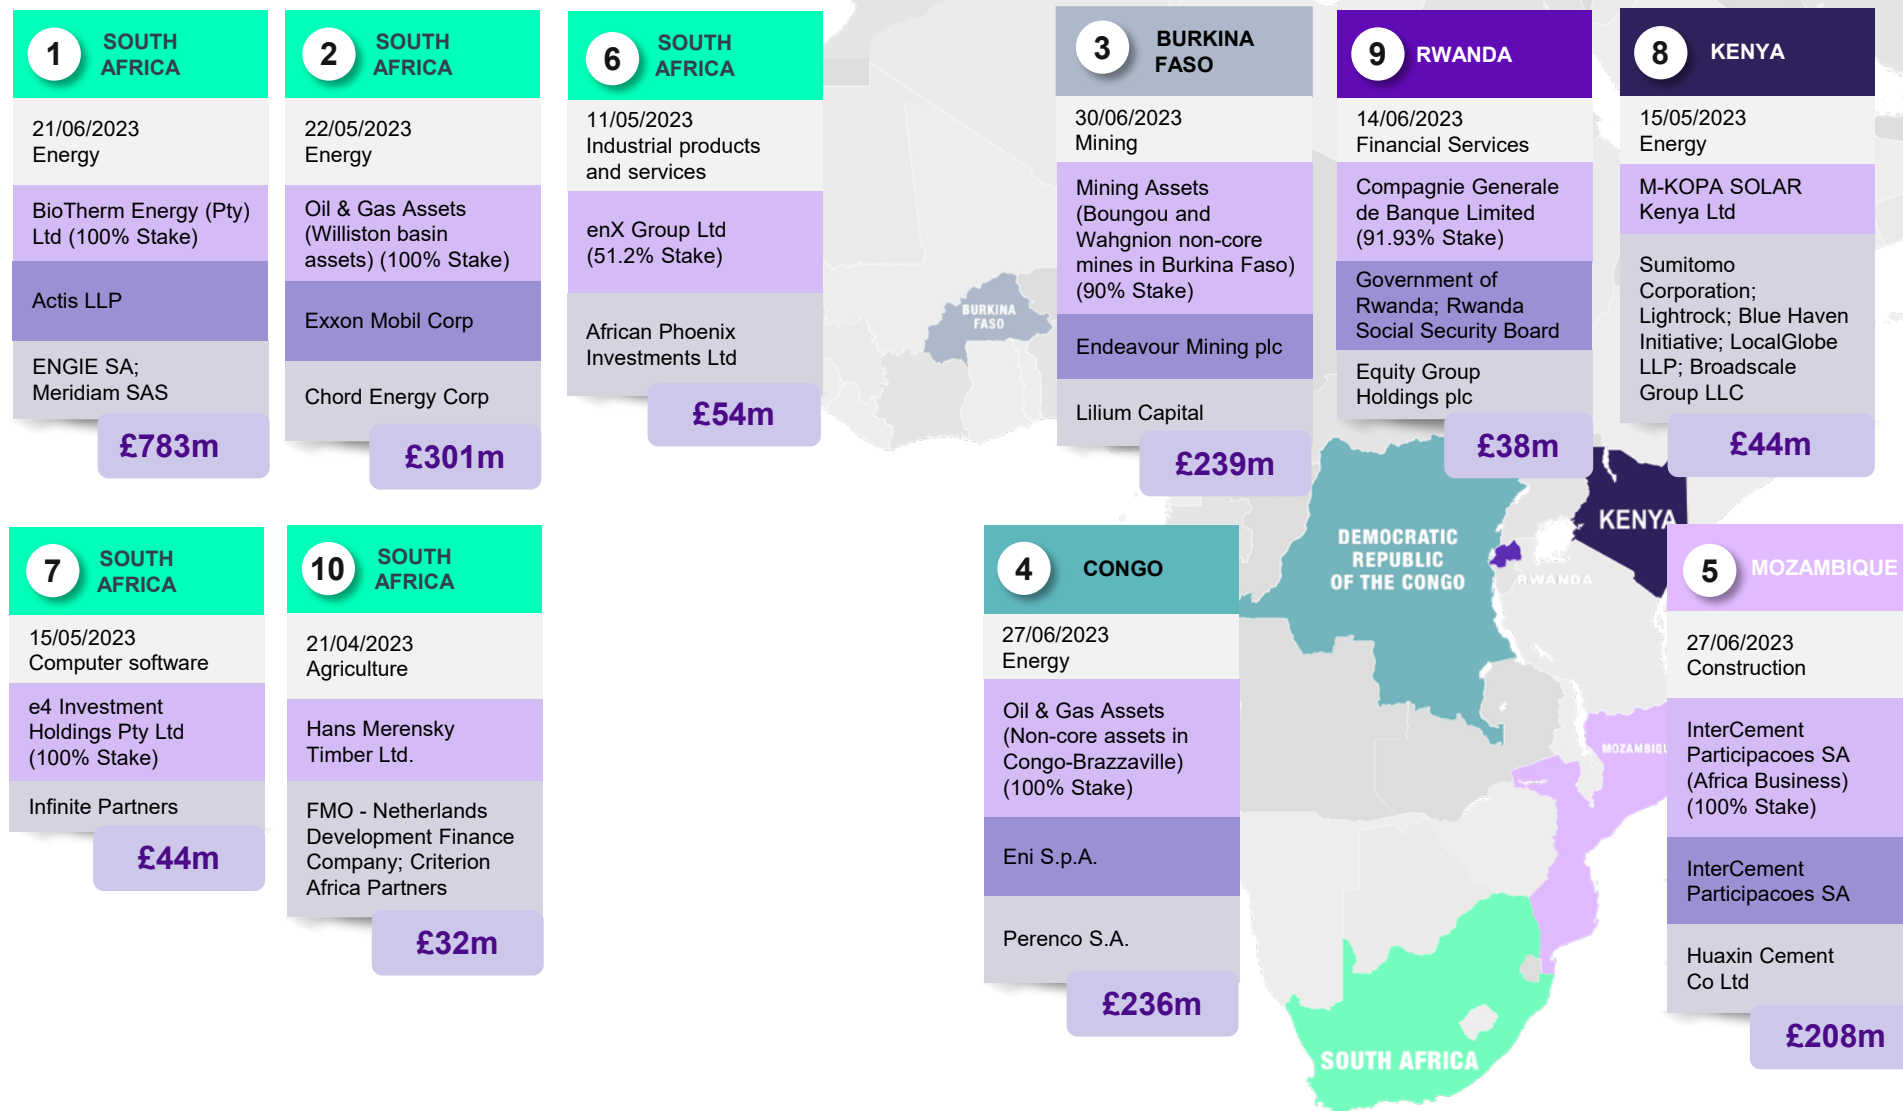 1
SOUTH
AFRICA
21/06/2023
Energy
BioTherm Energy (Pty)
Ltd (100% Stake)
Actis LLP
ENGIE SA;
Meridiam SAS
£783m
2
SOUTH
AFRICA
22/05/2023
Energy
Oil & Gas Assets
(Williston basin
assets) (100% Stake)
Exxon Mobil Corp
Chord Energy Corp
£301m
6
SOUTH
AFRICA
11/05/2023
Industrial products
and services
enX Group Ltd
(51.2% Stake)
African Phoenix
Investments Ltd
£54m
3
BURKINA
FASO
30/06/2023
Mining
Mining Assets
(Boungou and
Wahgnion non-core
mines in Burkina Faso)
(90% Stake)
Endeavour Mining plc
Lilium Capital
£239m
9
RWANDA
14/06/2023
Financial Services
Compagnie Generale
de Banque Limited
(91.93% Stake)
Government of
Rwanda; Rwanda
Social Security Board
Equity Group
Holdings plc
£38m
8
KENYA
15/05/2023
Energy
M-KOPA SOLAR
Kenya Ltd
Sumitomo
Corporation;
Lightrock; Blue Haven
Initiative; LocalGlobe
LLP; Broadscale
Group LLC
£44m
BURKINA
FASO
7
SOUTH
AFRICA
15/05/2023
Computer software
e4 Investment
Holdings Pty Ltd
(100% Stake)
Infinite Partners
£44m
10
SOUTH
AFRICA
21/04/2023
Agriculture
Hans Merensky
Timber Ltd.
FMO - Netherlands
Development Finance
Company; Criterion
Africa Partners
£32m
4
CONGO
27/06/2023
Energy
Oil & Gas Assets
(Non-core assets in
Congo-Brazzaville)
(100% Stake)
Eni S.p.A.
Perenco S.A.
£236m
DEMOCRATIC
REPUBLIC
OF THE CONGO
RWANDA
KENYA
5
MOZAMBIQUE
27/06/2023
Construction
InterCement
Participacoes SA
(Africa Business)
(100% Stake)
InterCement
Participacoes SA
Huaxin Cement
Co Ltd
£208m
MOZAMBIQU
SOUTH AFRICA